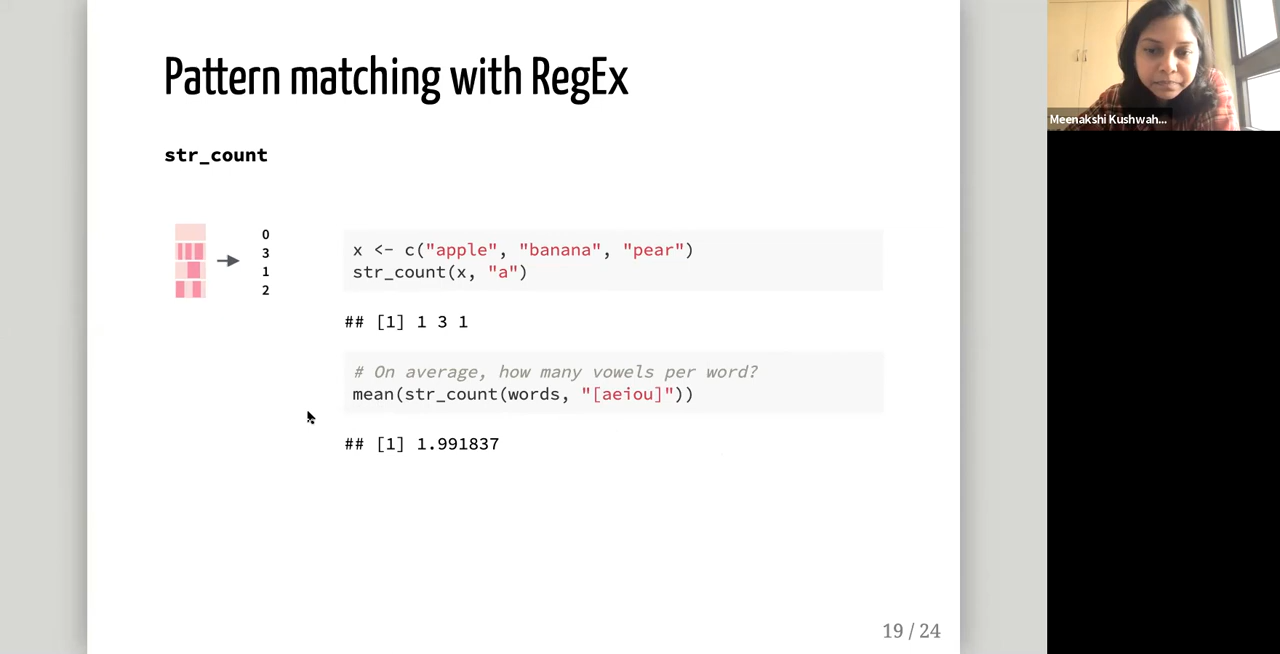 Pattern matching with RegEx
Meenakshi Kushwah...
str_count
0
3
1
2
x <- c("apple", "banana", "pear")
str_count(x, "a")
## [1] 1 3 1
# On average, how many vowels per word?
mean(str_count(words, "[aeiou]"))
## [1] 1.991837
19 / 24